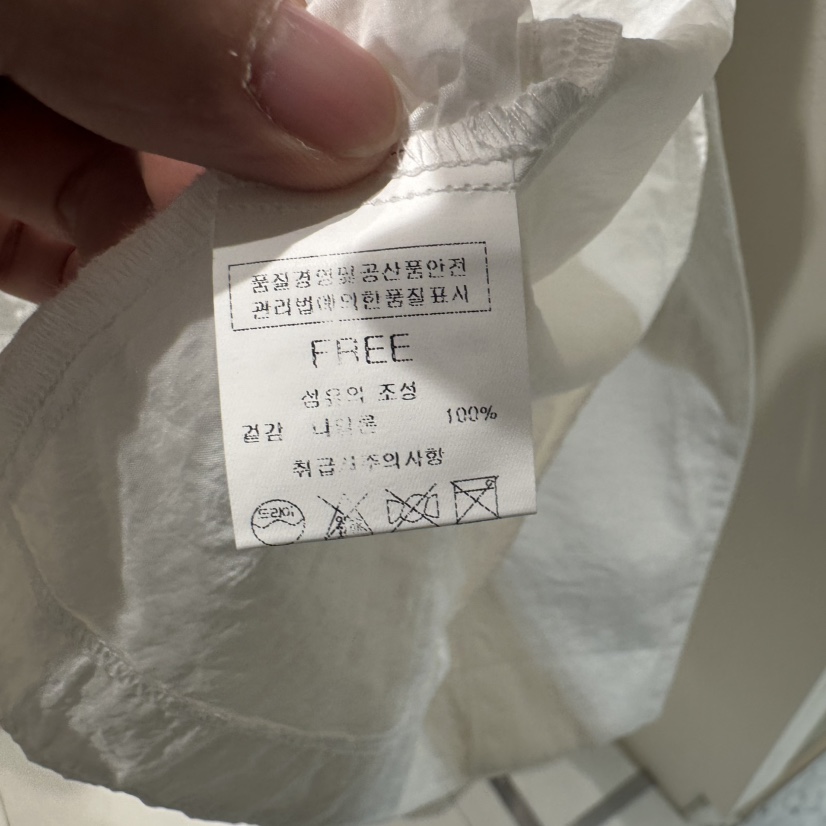 품질경영및공산품안전
관리법에의한품질표시
FREE
섬유의 조성
겉감 나일론 100%
취급시주의사항
드라이